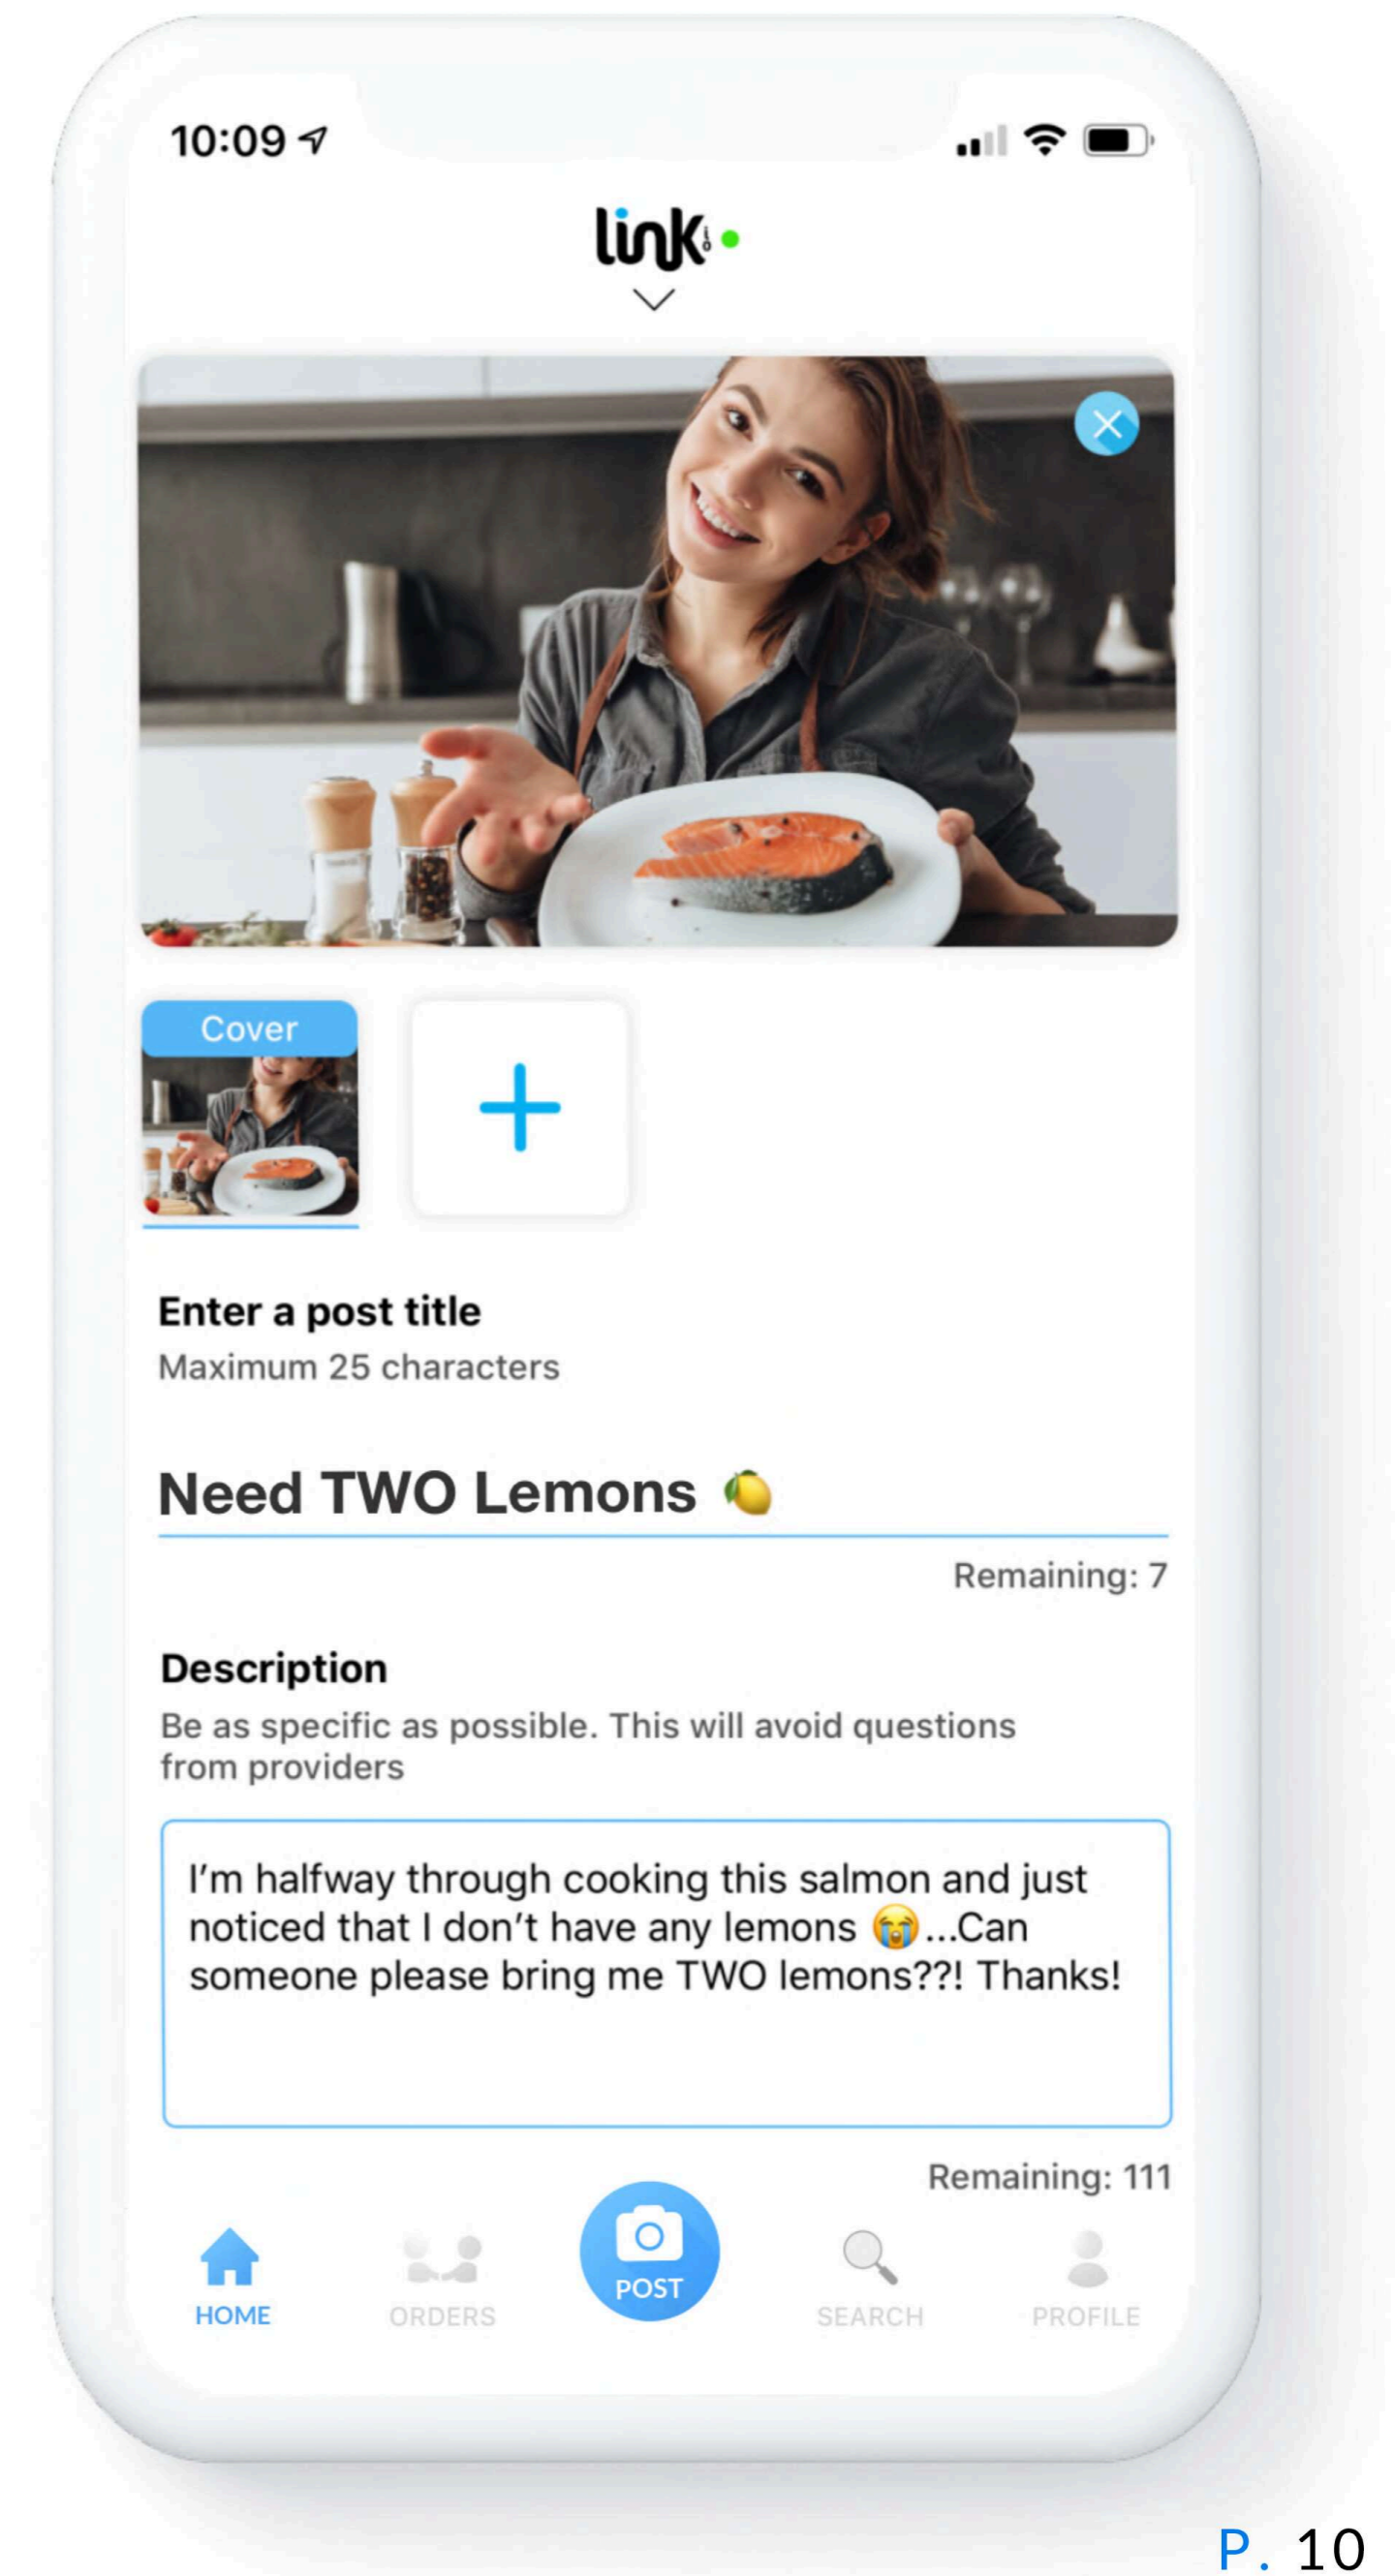 10:09
link.io
Cover
Enter a post title
Maximum 25 characters
Need TWO Lemons 🍋
Remaining: 7
Description
Be as specific as possible. This will avoid questions
from providers
I’m halfway through cooking this salmon and just
noticed that I don’t have any lemons 😭...Can
someone please bring me TWO lemons??! Thanks!
Remaining: 111
HOME ORDERS POST SEARCH PROFILE
P. 10